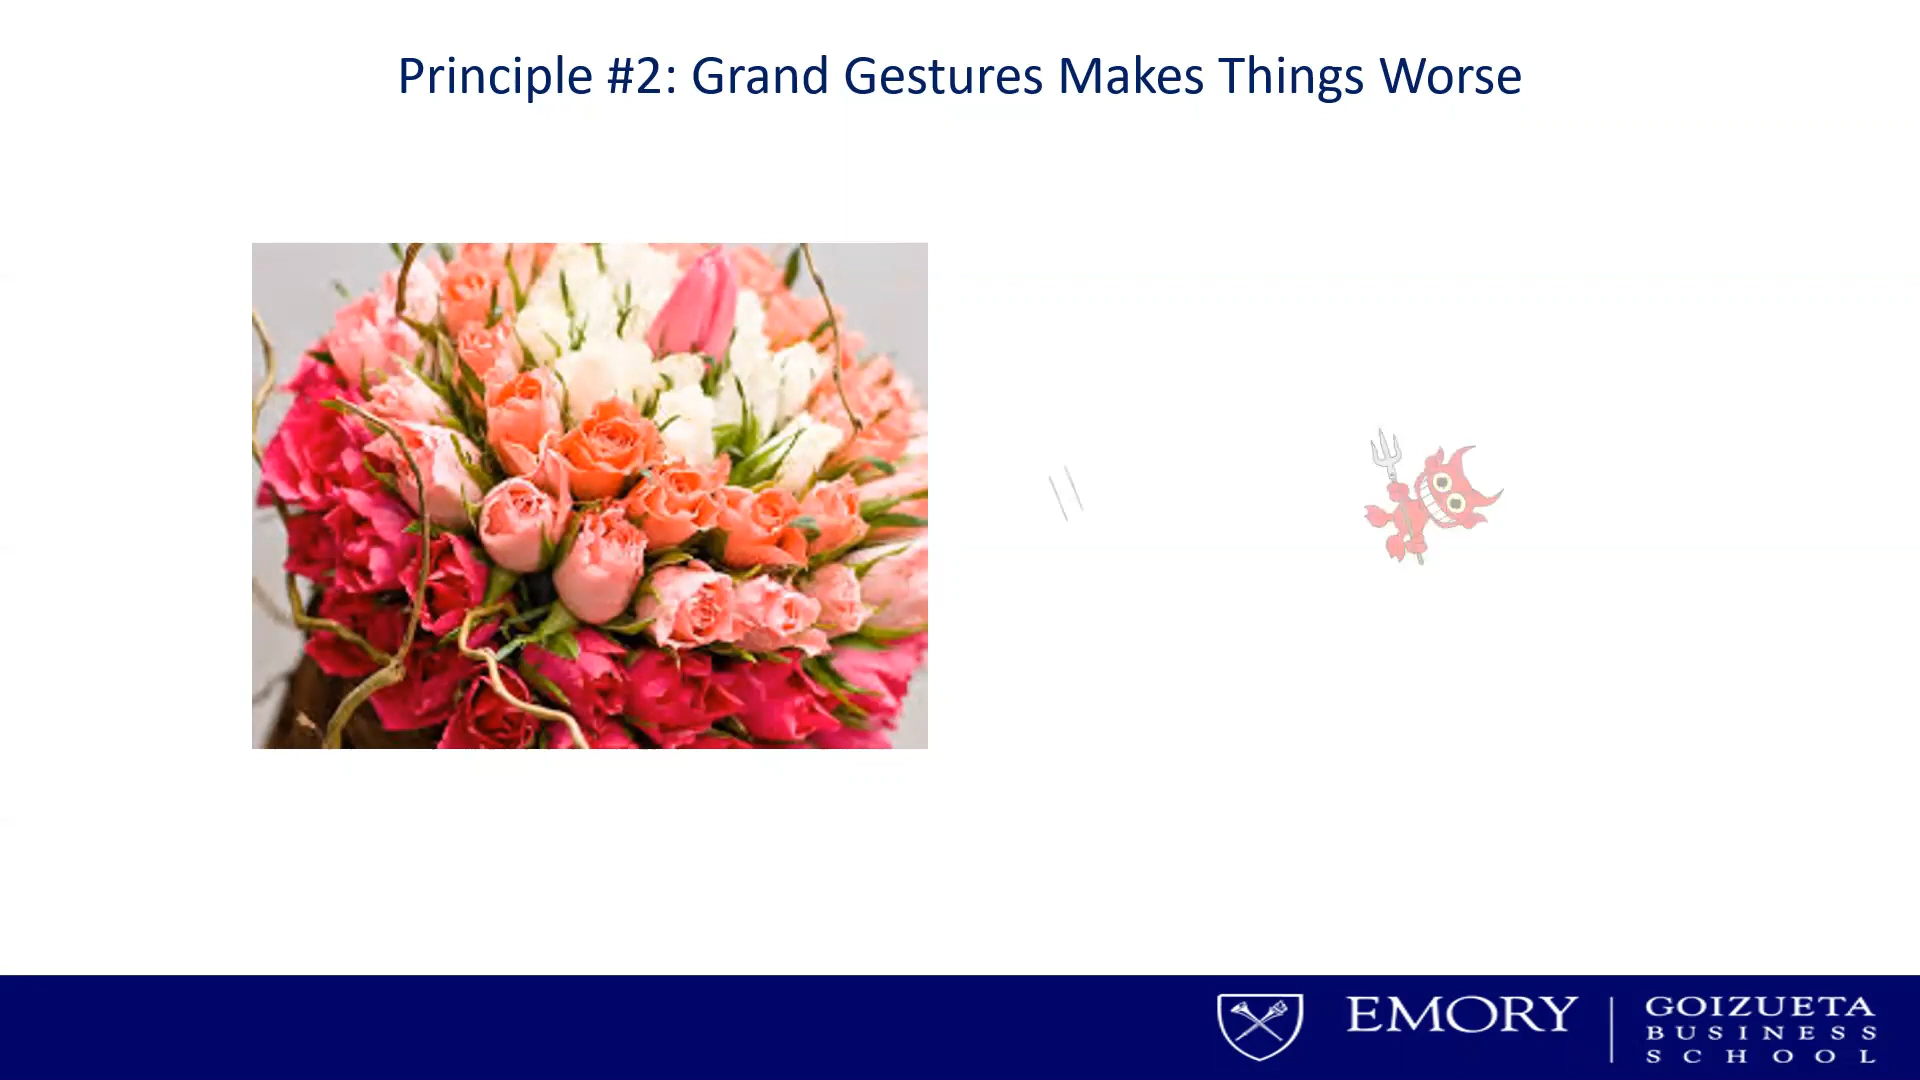 Principle #2: Grand Gestures Makes Things Worse
EMORY
GOIZUETA
BUSINESS
SCHOOL